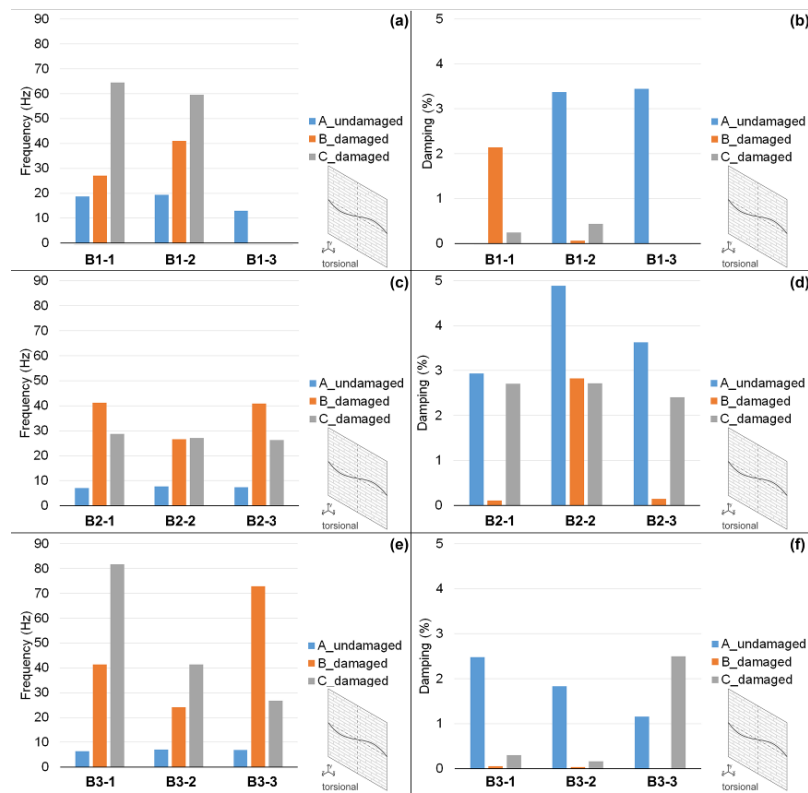 (a)
90
80
70
60
50
40
30
20
10
0
Frequency (Hz)
B1-1 B1-2 B1-3
A_undamaged
B_damaged
C_damaged
torsional
(b)
5
4
3
2
1
0
Damping (%)
B1-1 B1-2 B1-3
A_undamaged
B_damaged
C_damaged
torsional
(c)
90
80
70
60
50
40
30
20
10
0
Frequency (Hz)
B2-1 B2-2 B2-3
A_undamaged
B_damaged
C_damaged
torsional
(d)
5
4
3
2
1
0
Damping (%)
B2-1 B2-2 B2-3
A_undamaged
B_damaged
C_damaged
torsional
(e)
90
80
70
60
50
40
30
20
10
0
Frequency (Hz)
B3-1 B3-2 B3-3
A_undamaged
B_damaged
C_damaged
torsional
(f)
5
4
3
2
1
0
Damping (%)
B3-1 B3-2 B3-3
A_undamaged
B_damaged
C_damaged
torsional